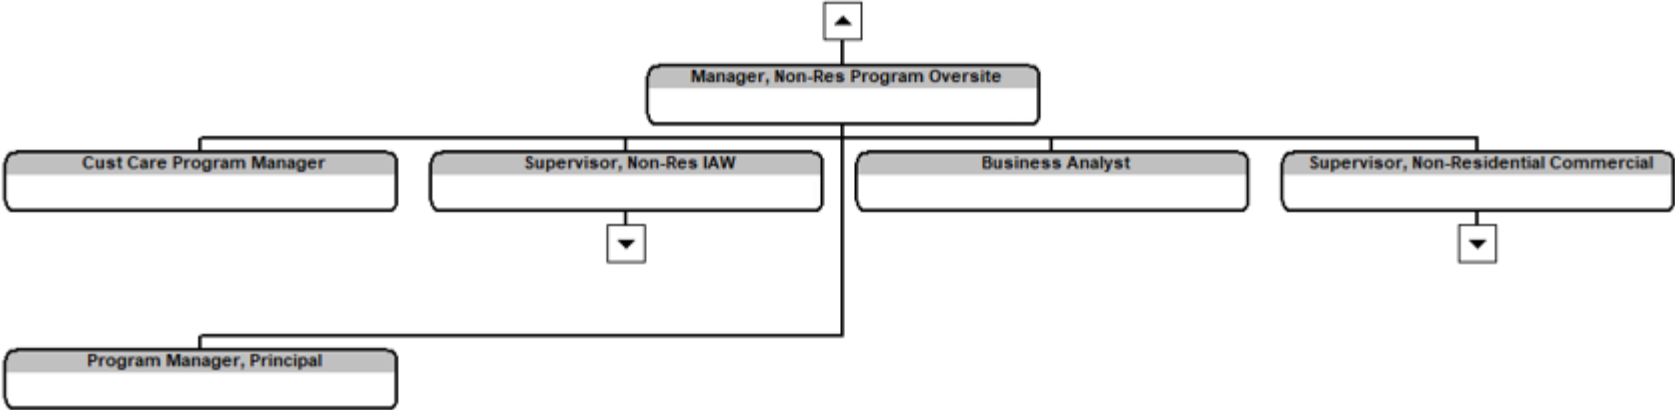 Manager, Non-Res Program Oversite
Cust Care Program Manager
Supervisor, Non-Res IAW
Business Analyst
Supervisor, Non-Residential Commercial
Program Manager, Principal